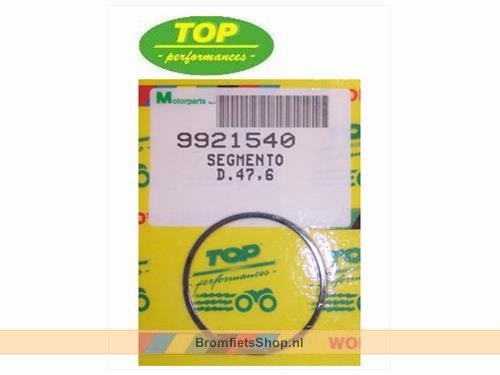 TOP
-performances-
Motorparts
9921540
SEGMENTO
D.47,6
TOP
-performances-
BromfietsShop.nl